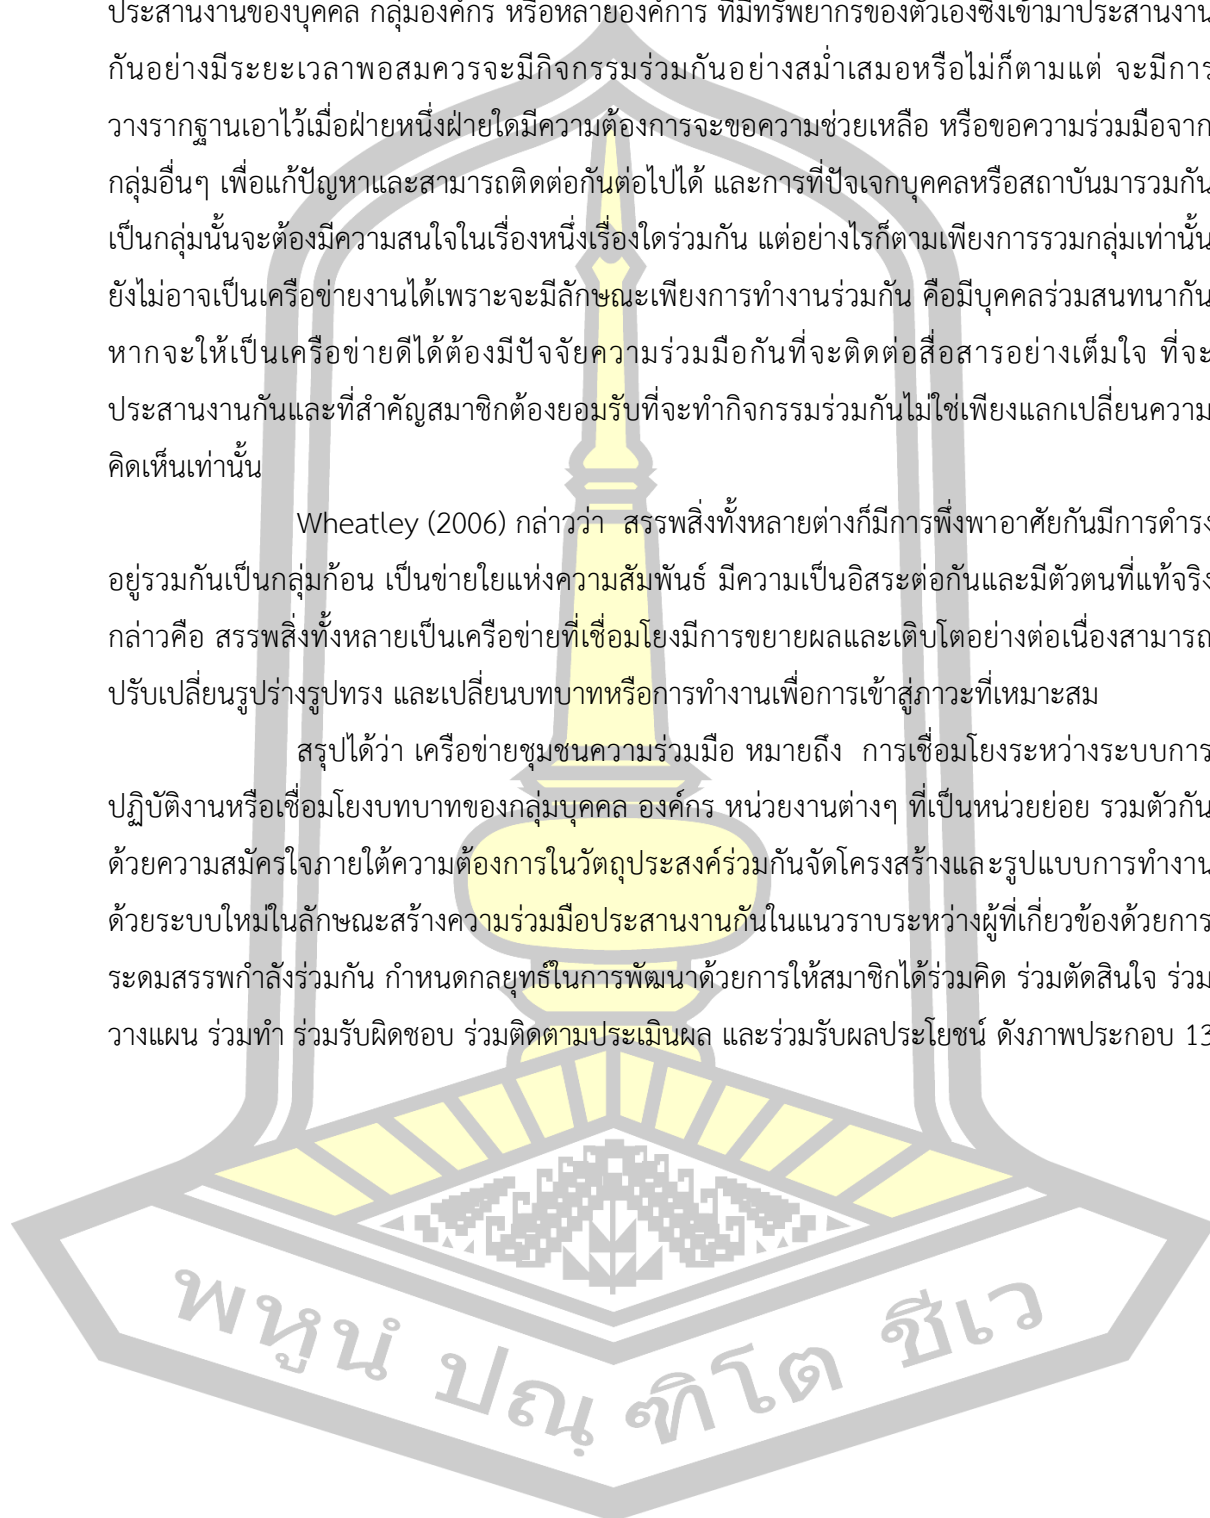 ประสานงานของบุคคล กลุ่มองค์กร หรือหลายองค์การ ที่มีทรัพยากรของตัวเองซึ่งเข้ามาประสานงาน
กันอย่างมีระยะเวลาพอสมควรจะมีกิจกรรมร่วมกันอย่างสม่ำเสมอหรือไม่ก็ตามแต่ จะมีการ
วางรากฐานเอาไว้เมื่อฝ่ายหนึ่งฝ่ายใดมีความต้องการจะขอความช่วยเหลือ หรือขอความร่วมมือจาก
กลุ่มอื่นๆ เพื่อแก้ปัญหาและสามารถติดต่อกันต่อไปได้ และการที่ปัจเจกบุคคลหรือสถาบันมารวมกัน
เป็นกลุ่มนั้นจะต้องมีความสนใจในเรื่องหนึ่งเรื่องใดร่วมกัน แต่อย่างไรก็ตามเพียงการรวมกลุ่มเท่านั้น
ยังไม่อาจเป็นเครือข่ายงานได้เพราะจะมีลักษณะเพียงการทำงานร่วมกัน คือมีบุคคลร่วมสนทนากัน
หากจะให้เป็นเครือข่ายดีได้ต้องมีปัจจัยความร่วมมือกันที่จะติดต่อสื่อสารอย่างเต็มใจ ที่จะ
ประสานงานกันและที่สำคัญสมาชิกต้องยอมรับที่จะทำกิจกรรมร่วมกันไม่ใช่เพียงแลกเปลี่ยนความ
คิดเห็นเท่านั้น
Wheatley (2006) กล่าวว่า สรรพสิ่งทั้งหลายต่างก็มีการพึ่งพาอาศัยกันมีการดำรง
อยู่รวมกันเป็นกลุ่มก้อน เป็นข่ายใยแห่งความสัมพันธ์ มีความเป็นอิสระต่อกันและมีตัวตนที่แท้จริง
กล่าวคือ สรรพสิ่งทั้งหลายเป็นเครือข่ายที่เชื่อมโยงมีการขยายผลและเติบโตอย่างต่อเนื่องสามารถ
ปรับเปลี่ยนรูปร่างรูปทรง และเปลี่ยนบทบาทหรือการทำงานเพื่อการเข้าสู่ภาวะที่เหมาะสม
สรุปได้ว่า เครือข่ายชุมชนความร่วมมือ หมายถึง การเชื่อมโยงระหว่างระบบการ
ปฏิบัติงานหรือเชื่อมโยงบทบาทของกลุ่มบุคคล องค์กร หน่วยงานต่างๆ ที่เป็นหน่วยย่อย รวมตัวกัน
ด้วยความสมัครใจภายใต้ความต้องการในวัตถุประสงค์ร่วมกันจัดโครงสร้างและรูปแบบการทำงาน
ด้วยระบบใหม่ในลักษณะสร้างความร่วมมือประสานงานกันในแนวราบระหว่างผู้ที่เกี่ยวข้องด้วยการ
ระดมสรรพกำลังร่วมกัน กำหนดกลยุทธ์ในการพัฒนาด้วยการให้สมาชิกได้ร่วมคิด ร่วมตัดสินใจ ร่วม
วางแผน ร่วมทำ ร่วมรับผิดชอบ ร่วมติดตามประเมินผล และร่วมรับผลประโยชน์ ดังภาพประกอบ 13
พหูนํ ปณฺฑิโต ชีเว